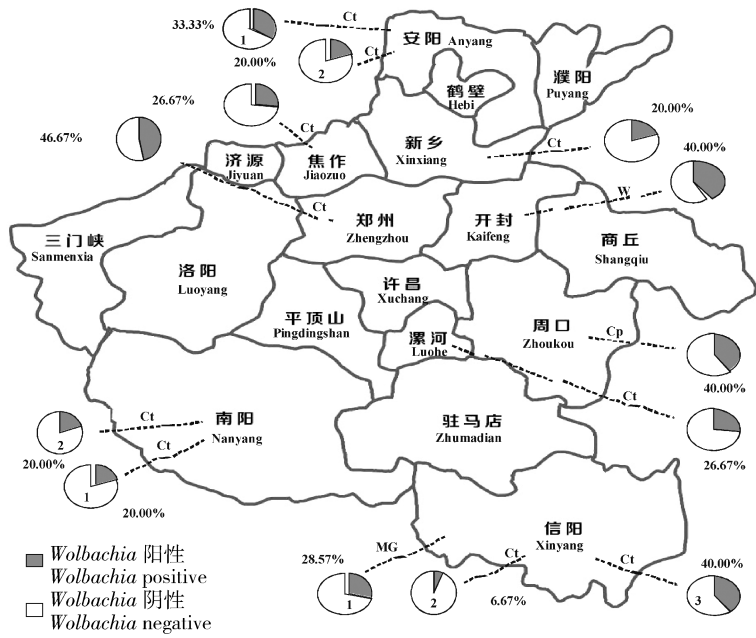 33.33%
Ct
1
安阳 Anyang
20.00%
Ct
2
鹤壁
Hebi
濮阳
Puyang
26.67%
Ct
46.67%
济源
Jiyuan
焦作
Jiaozuo
新乡
Xinxiang
Ct
20.00%
40.00%
W
Ct
三门峡
Sanmenxia
郑州
Zhengzhou
开封
Kaifeng
商丘
Shangqiu
洛阳
Luoyang
许昌
Xuchang
平顶山
Pingdingshan
漯河
Luohe
周口
Zhoukou
Cp
40.00%
Ct
26.67%
南阳
Nanyang
Ct
2
20.00%
Ct
1
20.00%
驻马店
Zhumadian
信阳
Xinyang
MG
28.57%
1
Ct
2
6.67%
Ct
40.00%
3
Wolbachia 阳性
Wolbachia positive
Wolbachia 阴性
Wolbachia negative